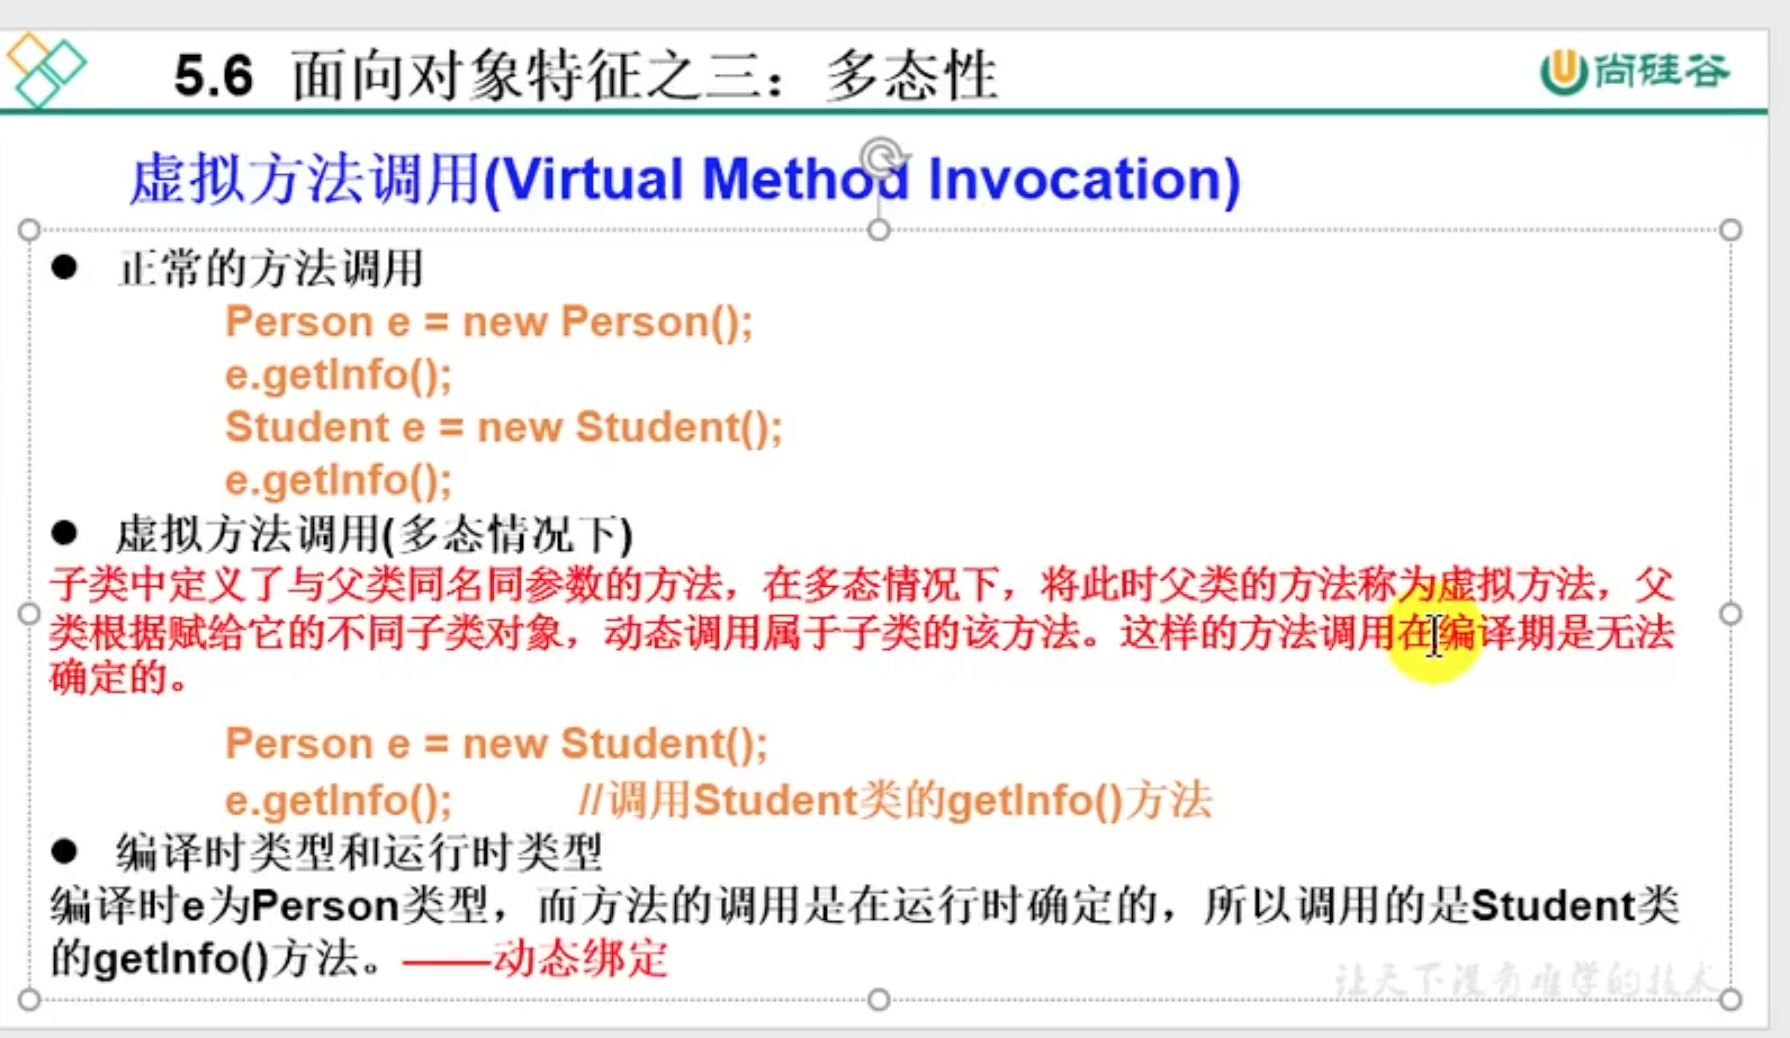 5.6 面向对象特征之三：多态性
尚硅谷
虚拟方法调用(Virtual Method Invocation)
● 正常的方法调用
Person e = new Person();
e.getInfo();
Student e = new Student();
e.getInfo();
● 虚拟方法调用(多态情况下)
子类中定义了与父类同名同参数的方法，在多态情况下，将此时父类的方法称为虚拟方法，父
类根据赋给它的不同子类对象，动态调用属于子类的该方法。这样的方法调用在编译期是无法
确定的。
Person e = new Student();
e.getInfo(); //调用Student类的getInfo()方法
● 编译时类型和运行时类型
编译时e为Person类型，而方法的调用是在运行时确定的，所以调用的是Student类
的getInfo()方法。——动态绑定
让天下没有难学的技术